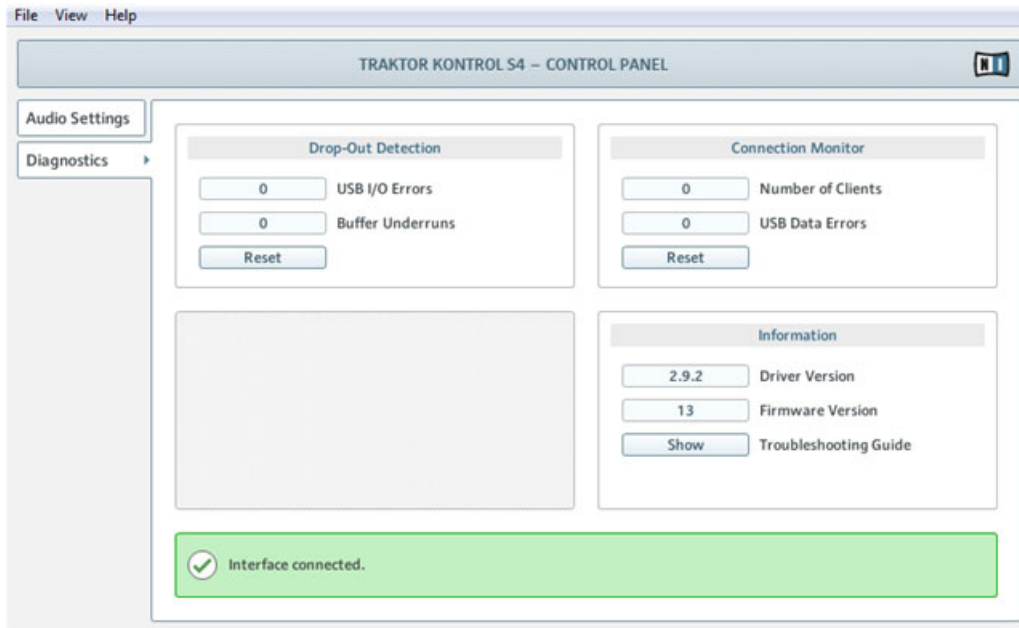 File View Help
TRAKTOR KONTROL S4 – CONTROL PANEL
NI
Audio Settings
Diagnostics
Drop-Out Detection
0 USB I/O Errors
0 Buffer Underruns
Reset
Connection Monitor
0 Number of Clients
0 USB Data Errors
Reset
Information
2.9.2 Driver Version
13 Firmware Version
Show Troubleshooting Guide
Interface connected.